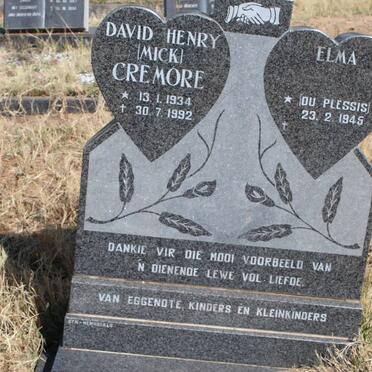 DAVID HENRY
[MICK]
CREMORE
★ 13.1.1934
✝ 30.7.1992
ELMA
★ [DU PLESSIS]
23.2.1945
✝
DANKIE VIR DIE MOOI VOORBEELD VAN
'N DIENENDE LEWE VOL LIEFDE.
VAN EGGENOTE, KINDERS EN KLEINKINDERS